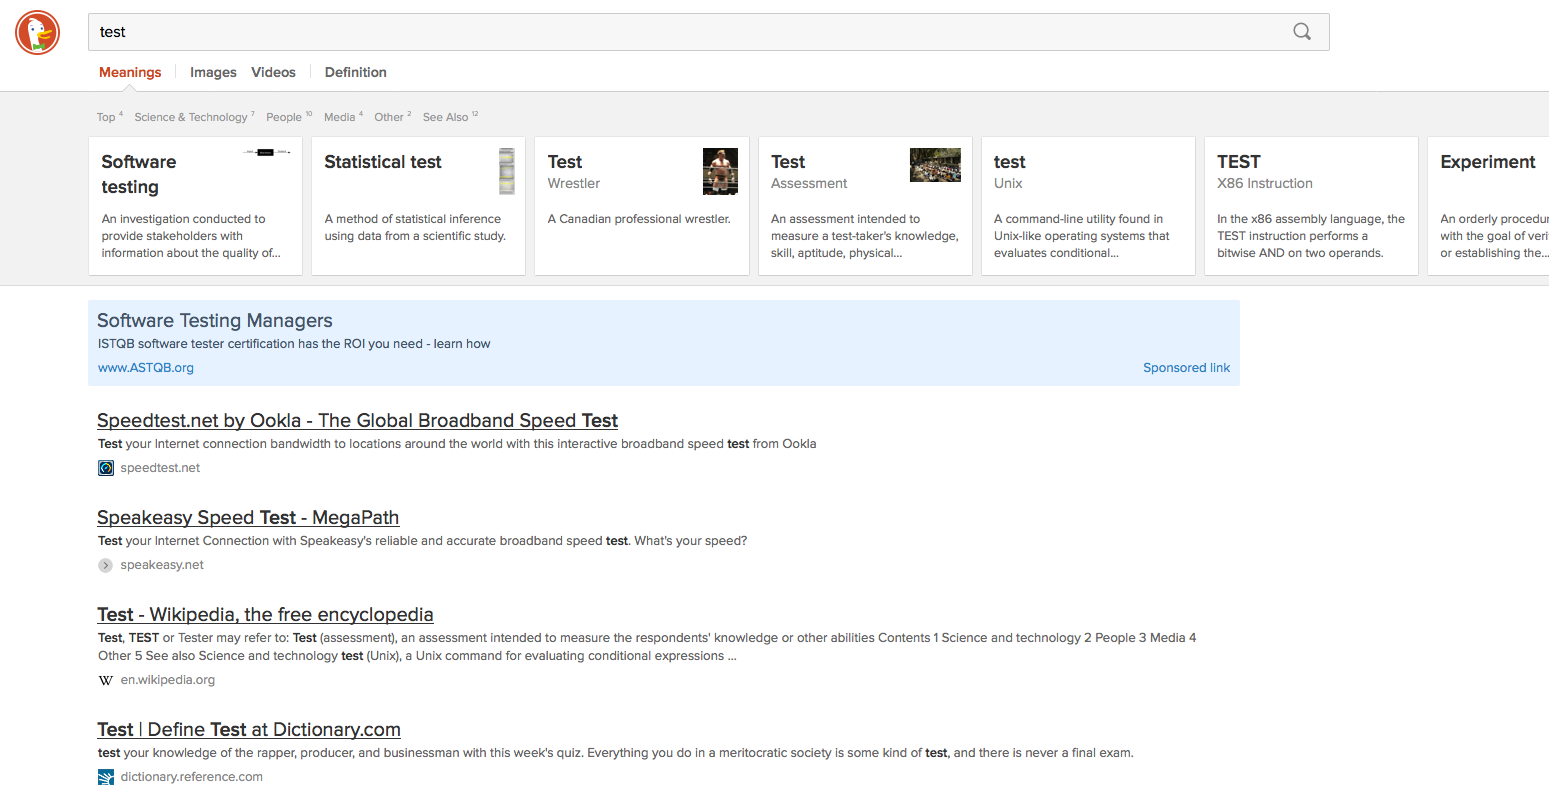 test
Meanings Images Videos Definition
Top 4 Science & Technology 7 People 10 Media 4 Other 2 See Also 12
Software
testing
An investigation conducted to
provide stakeholders with
information about the quality of...
Statistical test
A method of statistical inference
using data from a scientific study.
Test
Wrestler
A Canadian professional wrestler.
Test
Assessment
An assessment intended to
measure a test-taker's knowledge,
skill, aptitude, physical...
test
Unix
A command-line utility found in
Unix-like operating systems that
evaluates conditional...
TEST
X86 Instruction
In the x86 assembly language, the
TEST instruction performs a
bitwise AND on two operands.
Experiment
An orderly
with the goal of
or establishing the...
Software Testing Managers
ISTQB software tester certification has the ROI you need - learn how
www.ASTQB.org Sponsored link
Speedtest.net by Ookla - The Global Broadband Speed Test
Test your Internet connection bandwidth to locations around the world with this interactive broadband speed test from Ookla
speedtest.net
Speakeasy Speed Test - MegaPath
Test your Internet Connection with Speakeasy's reliable and accurate broadband speed test. What's your speed?
speakeasy.net
Test - Wikipedia, the free encyclopedia
Test, TEST or Tester may refer to: Test (assessment), an assessment intended to measure the respondents' knowledge or other abilities Contents 1 Science and technology 2 People 3 Media 4
Other 5 See also Science and technology test (Unix), a Unix command for evaluating conditional expressions ...
W en.wikipedia.org
Test | Define Test at Dictionary.com
test your knowledge of the rapper, producer, and businessman with this week's quiz. Everything you do in a meritocratic society is some kind of test, and there is never a final exam.
dictionary.reference.com